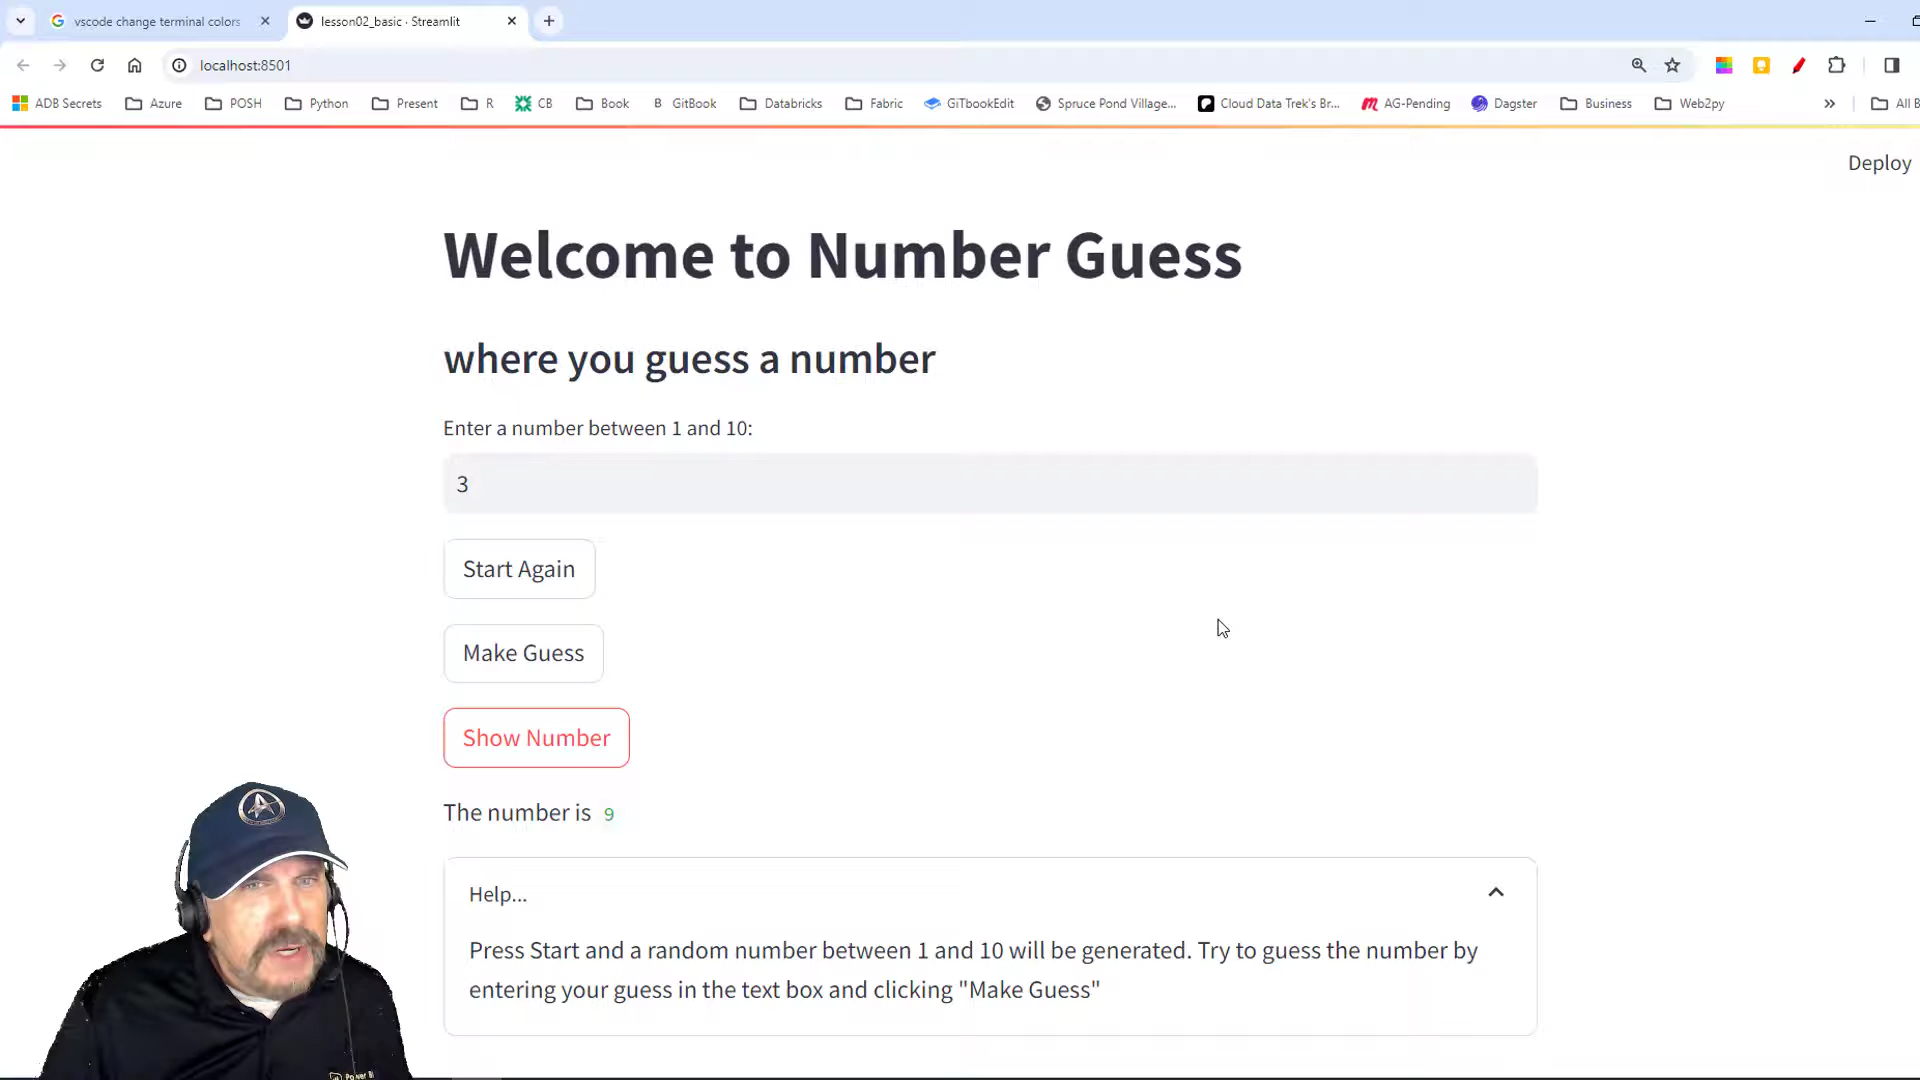 vscode change terminal colors
lesson02_basic · Streamlit
localhost:8501
ADB Secrets
Azure
POSH
Python
Present
R
CB
Book
B GitBook
Databricks
Fabric
GiTbookEdit
Spruce Pond Village...
Cloud Data Trek's Br...
AG-Pending
Dagster
Business
Web2py
»
All B
Deploy
Welcome to Number Guess
where you guess a number
Enter a number between 1 and 10:
3
Start Again
Make Guess
Show Number
The number is 9
Help...
Press Start and a random number between 1 and 10 will be generated. Try to guess the number by
entering your guess in the text box and clicking "Make Guess"
Power BI